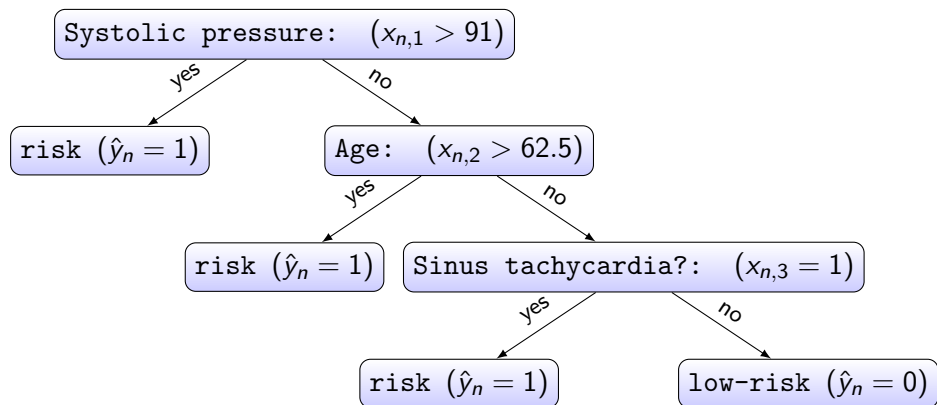 Systolic pressure: (x_{n,1} > 91)
yes
no
risk (ŷ_n = 1)
Age: (x_{n,2} > 62.5)
yes
no
risk (ŷ_n = 1)
Sinus tachycardia?: (x_{n,3} = 1)
yes
no
risk (ŷ_n = 1)
low-risk (ŷ_n = 0)